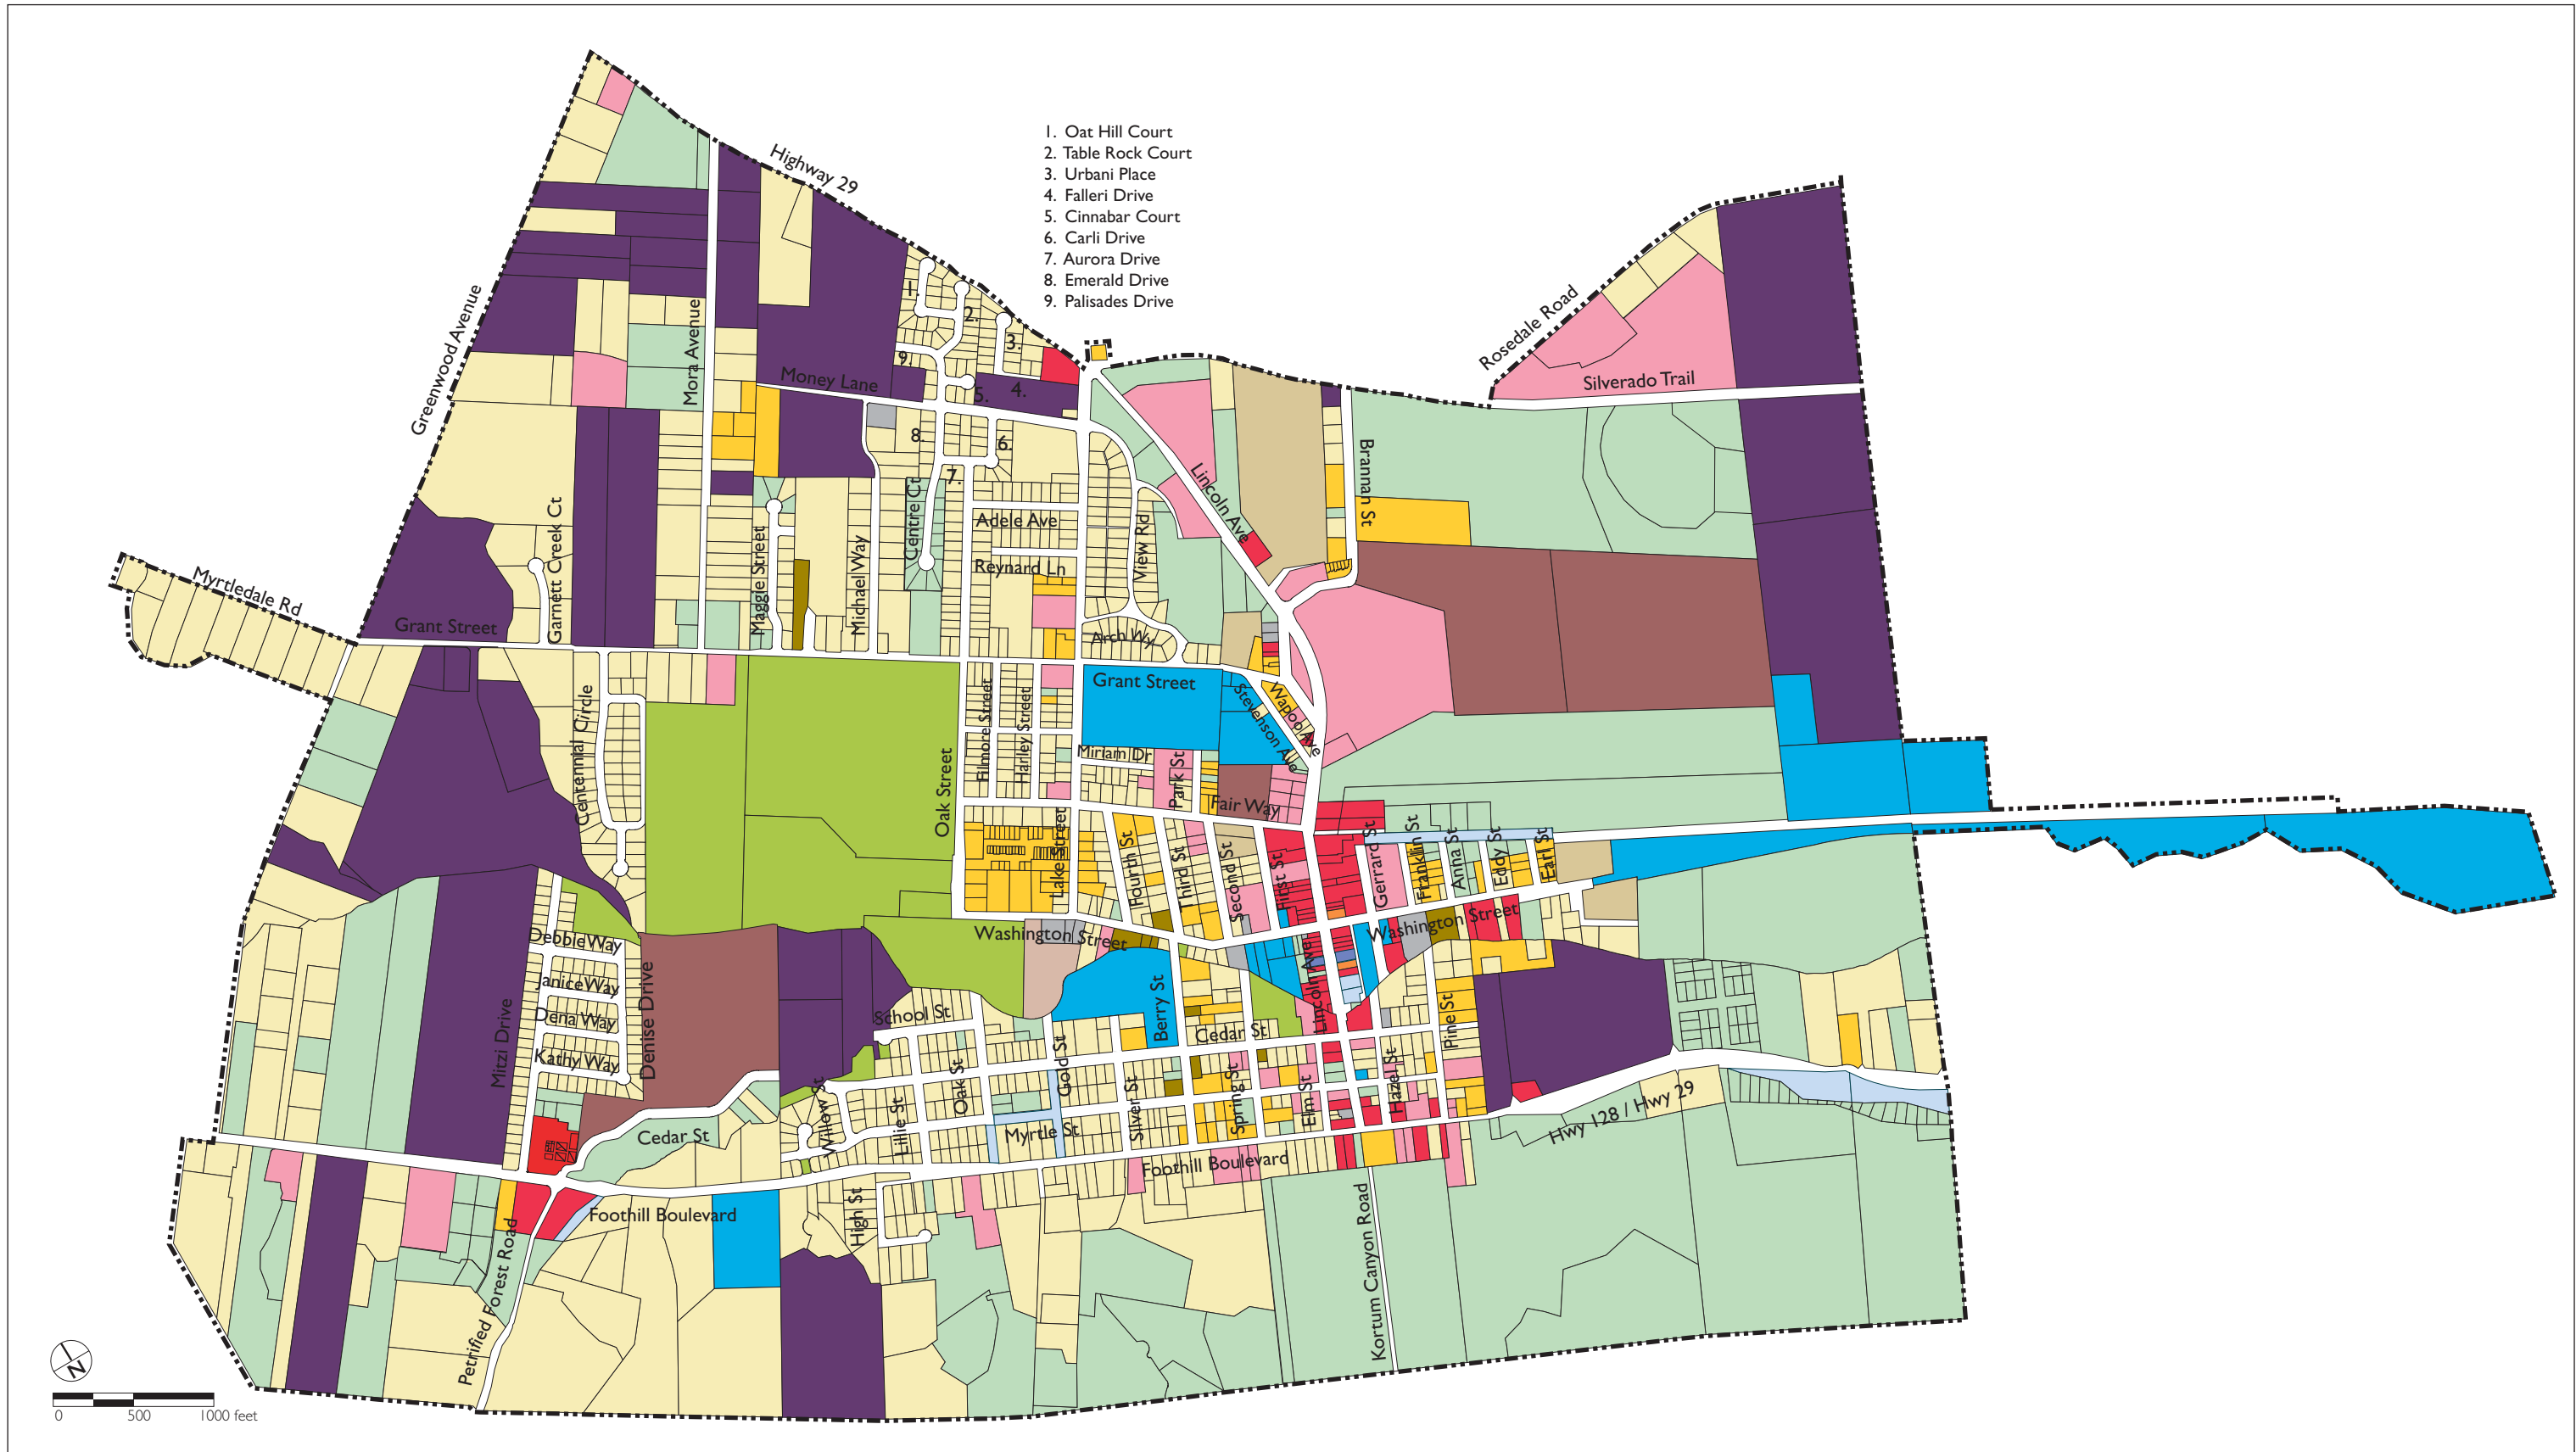 Highway 29
1. Oat Hill Court
2. Table Rock Court
3. Urbani Place
4. Falleri Drive
5. Cinnabar Court
6. Carli Drive
7. Aurora Drive
8. Emerald Drive
9. Palisades Drive
Greenwood Avenue
Mora Avenue
1.
2.
3.
9.
Money Lane
5.
4.
8.
6.
7.
Rosedale Road
Silverado Trail
Brannan St
Lincoln Ave
Garnett Creek Ct
Maggie Street
Michael Way
Centre Ct
Adele Ave
Reynard Ln
View Rd
Arch Wy
Myrtledale Rd
Grant Street
Grant Street
Centennial Circle
Oak Street
Filmore Street
Harley Street
Miriam Dr
Park St
Stevenson Ave
Wapoo Ave
Fair Way
Lake Street
Fourth St
Third St
Second St
First St
Gerrard St
Franklin St
Anna St
Eddy St
Earl St
Washington Street
Washington Street
Debbie Way
Janice Way
Dena Way
Kathy Way
Mitzi Drive
Denise Drive
School St
Berry St
Cedar St
Lincoln Ave
Pine St
Willow St
Lillie St
Oak St
Gold St
Silver St
Spring St
Elm St
Hazel St
Myrtle St
Cedar St
Hwy 128 / Hwy 29
Foothill Boulevard
Foothill Boulevard
High St
Petrified Forest Road
Kortum Canyon Road
N
0 500 1000 feet